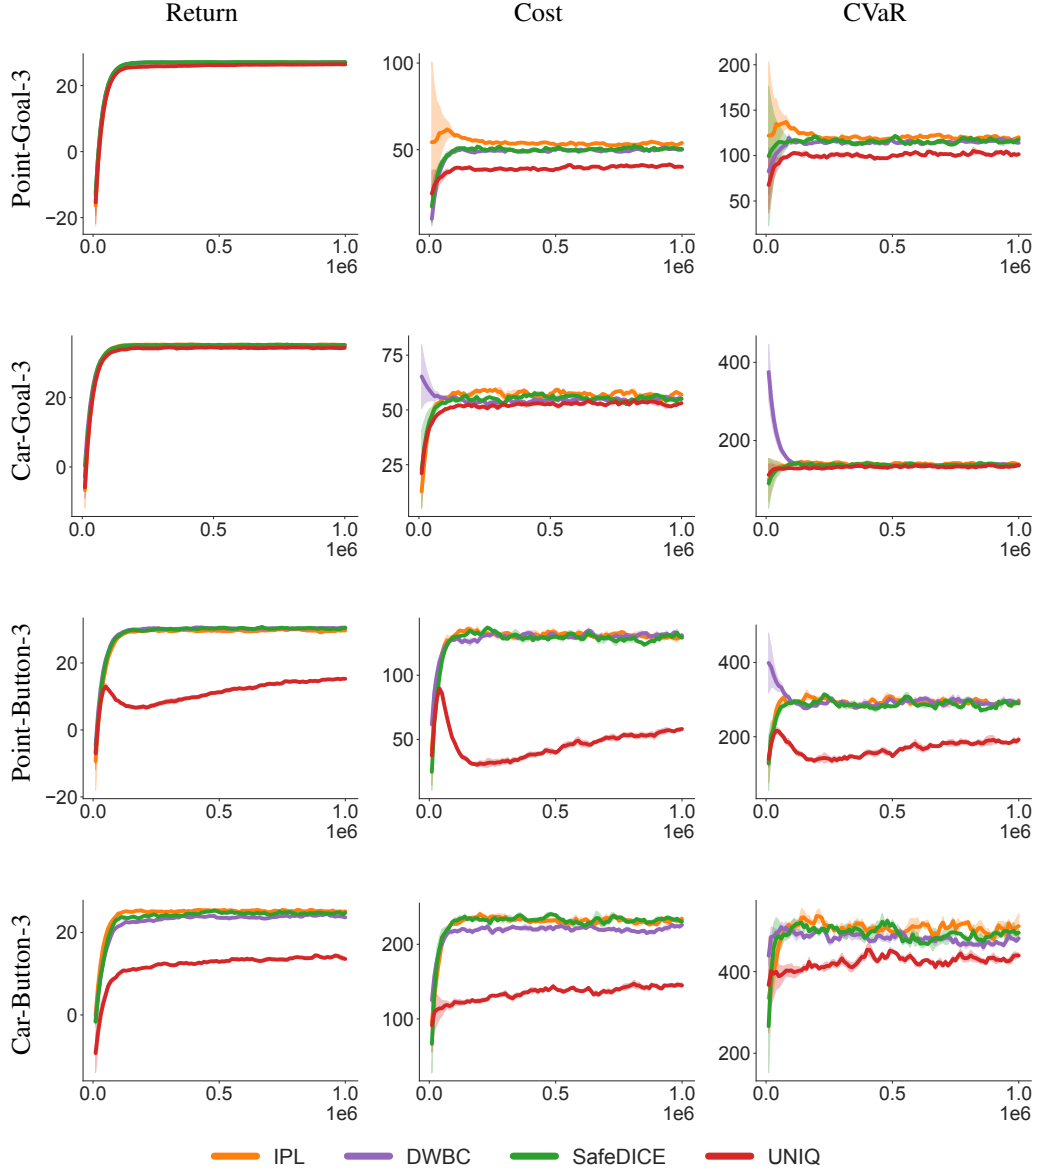 Return Cost CVaR
Point-Goal-3
20
0
−20
0.0 0.5 1.0
1e6
100
50
0.0 0.5 1.0
1e6
200
150
100
50
0.0 0.5 1.0
1e6
Car-Goal-3
20
0
0.0 0.5 1.0
1e6
75
50
25
0.0 0.5 1.0
1e6
400
200
0.0 0.5 1.0
1e6
Point-Button-3
20
0
−20
0.0 0.5 1.0
1e6
100
50
0.0 0.5 1.0
1e6
400
200
0.0 0.5 1.0
1e6
Car-Button-3
20
0
0.0 0.5 1.0
1e6
200
100
0.0 0.5 1.0
1e6
400
200
0.0 0.5 1.0
1e6
IPL DWBC SafeDICE UNIQ